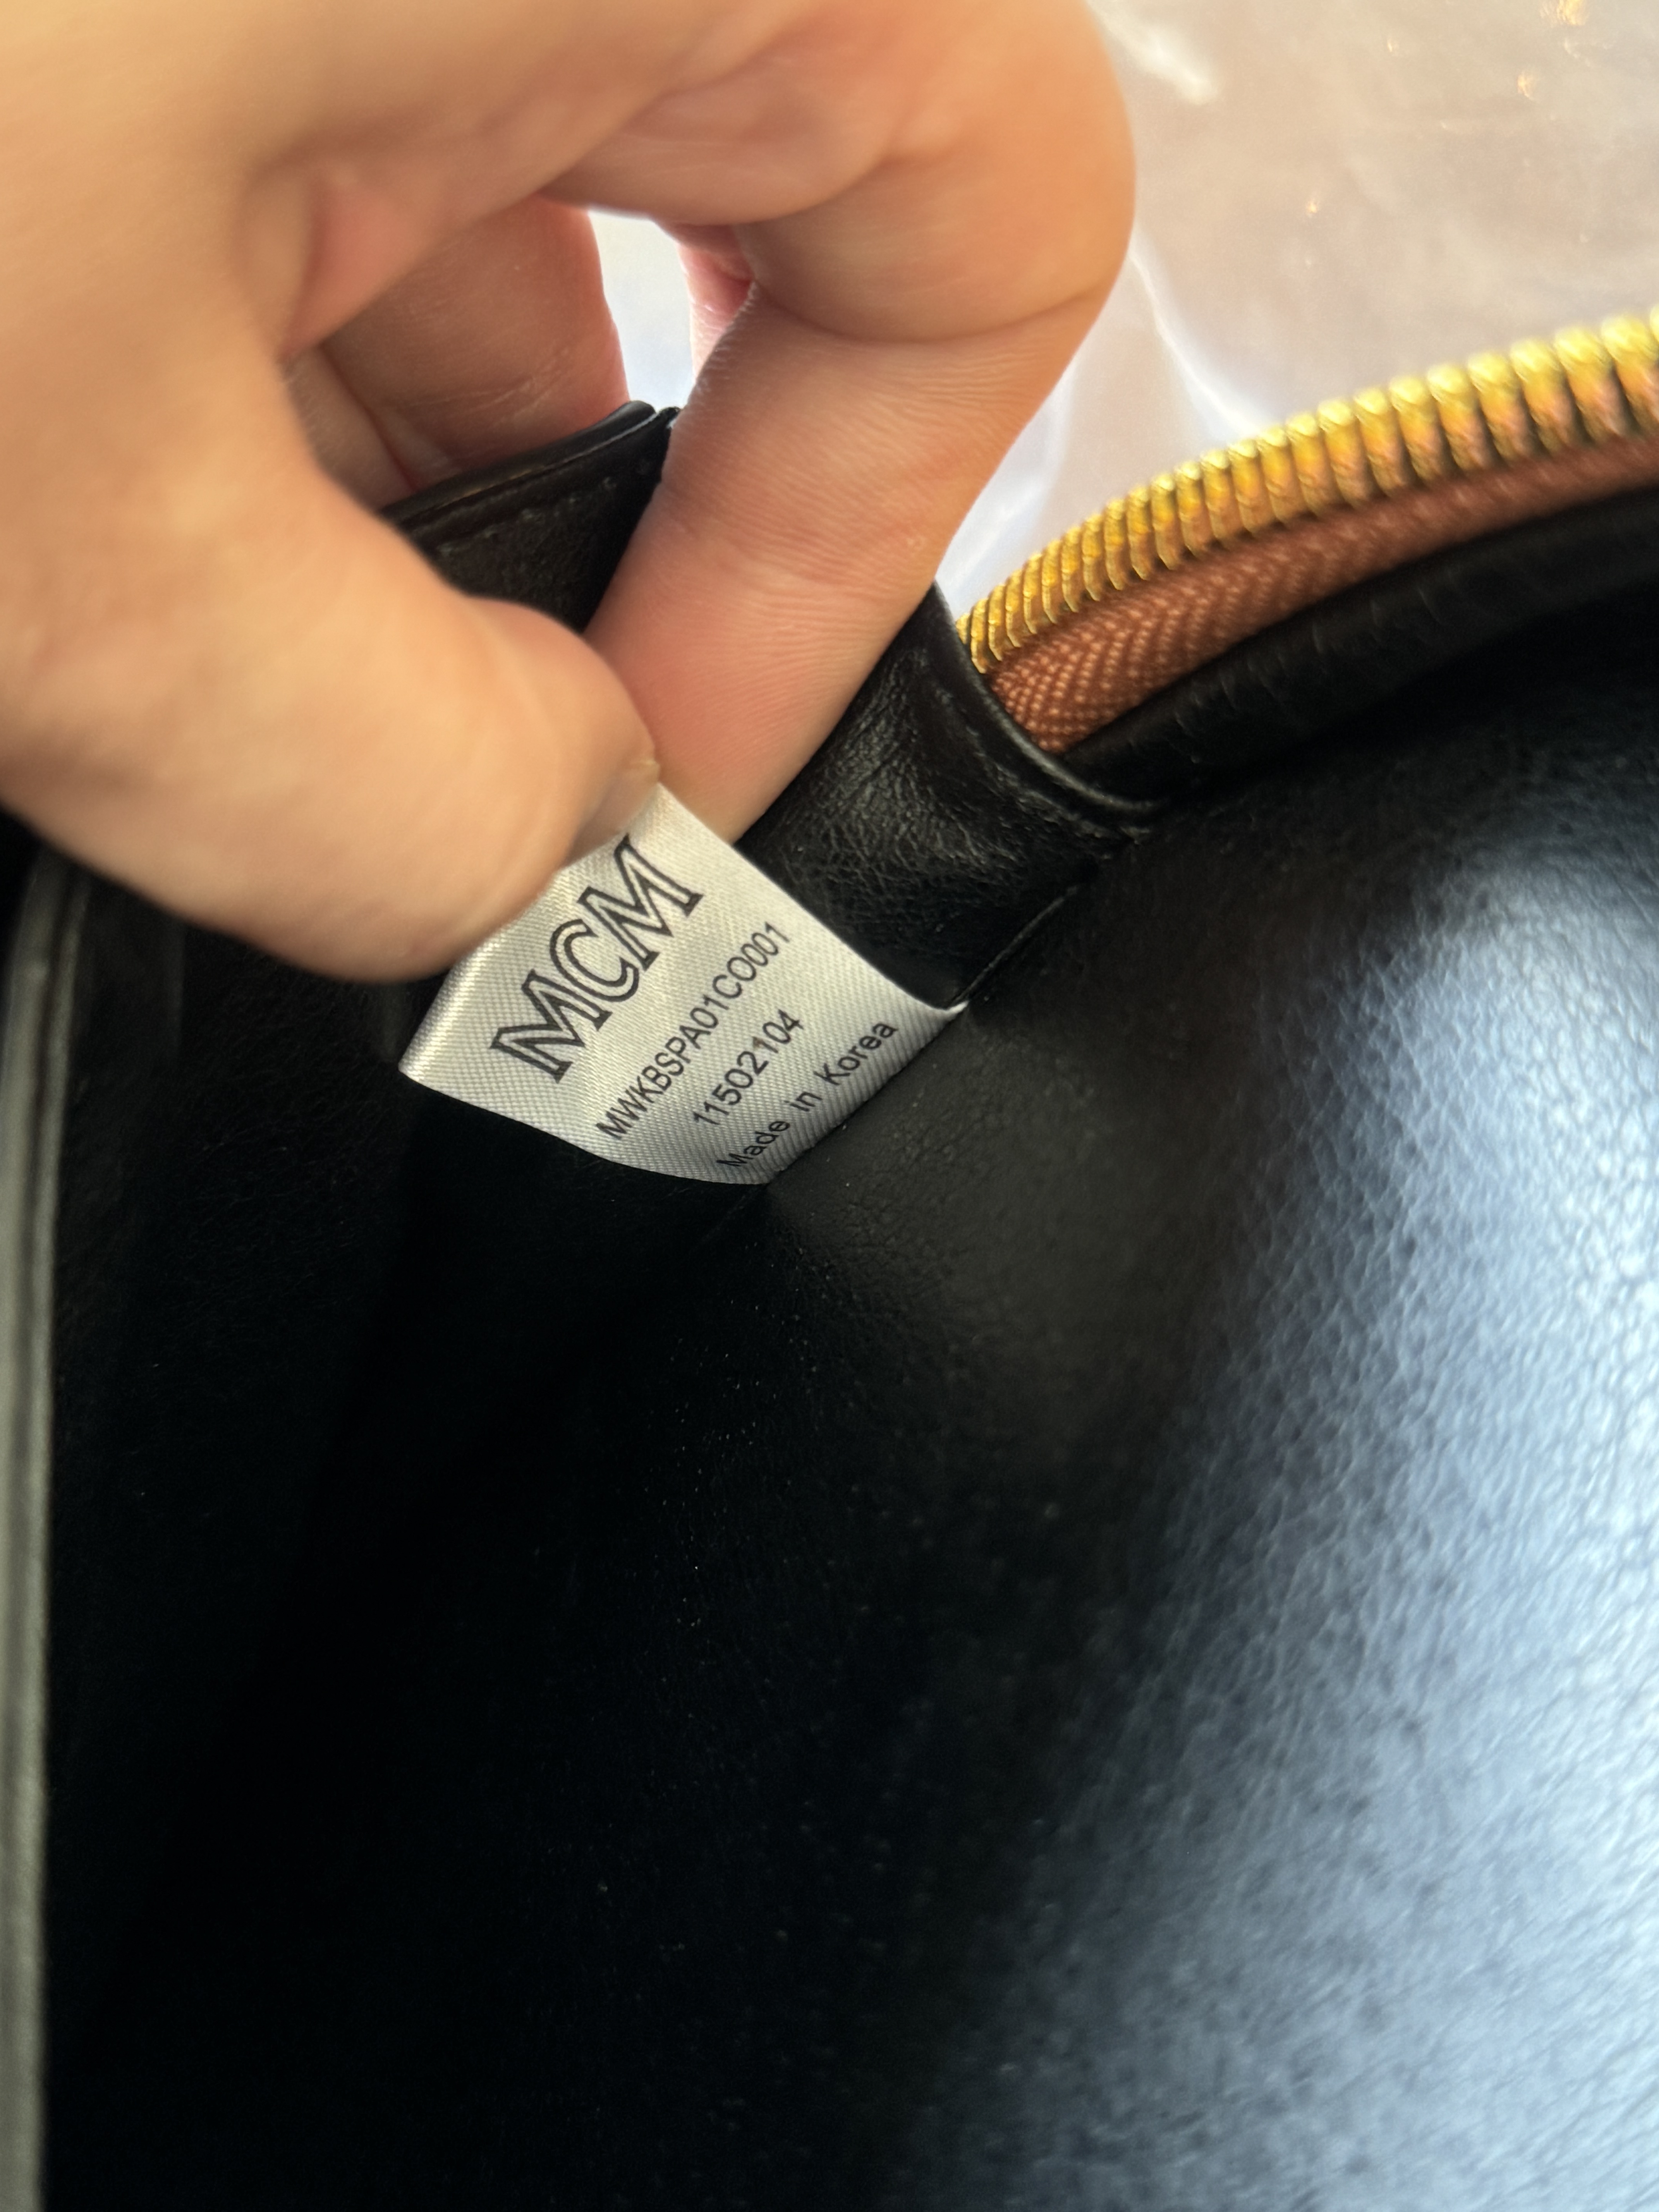 MCM
MWKBSPA01CO001
11502104
Made in Korea